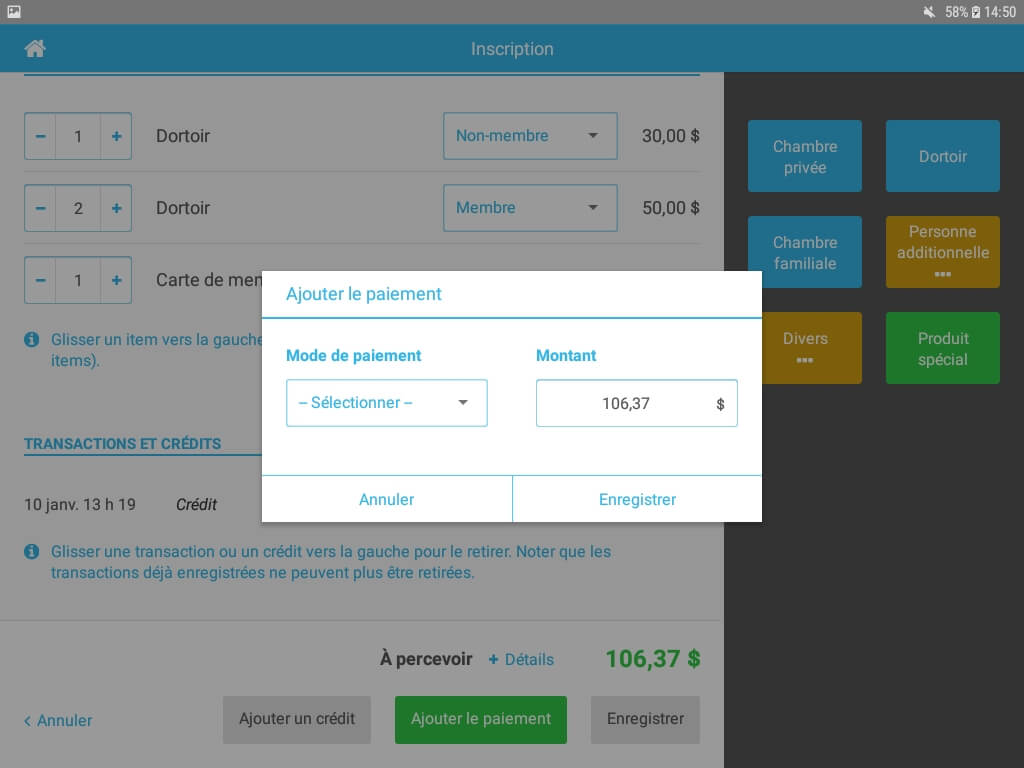 58% 14:50
Inscription
− 1 + Dortoir Non-membre 30,00 $
− 2 + Dortoir Membre 50,00 $
− 1 + Carte de
Glisser un item vers la gauche
items).
TRANSACTIONS ET CRÉDITS
10 janv. 13 h 19 Crédit
Glisser une transaction ou un crédit vers la gauche pour le retirer. Noter que les
transactions déjà enregistrées ne peuvent plus être retirées.
À percevoir + Détails 106,37 $
< Annuler
Ajouter un crédit
Ajouter le paiement
Enregistrer
Chambre
privée
Dortoir
Chambre
familiale
Personne
additionnelle
Divers
Produit
spécial
Ajouter le paiement
Mode de paiement
Montant
– Sélectionner –
106,37 $
Annuler
Enregistrer